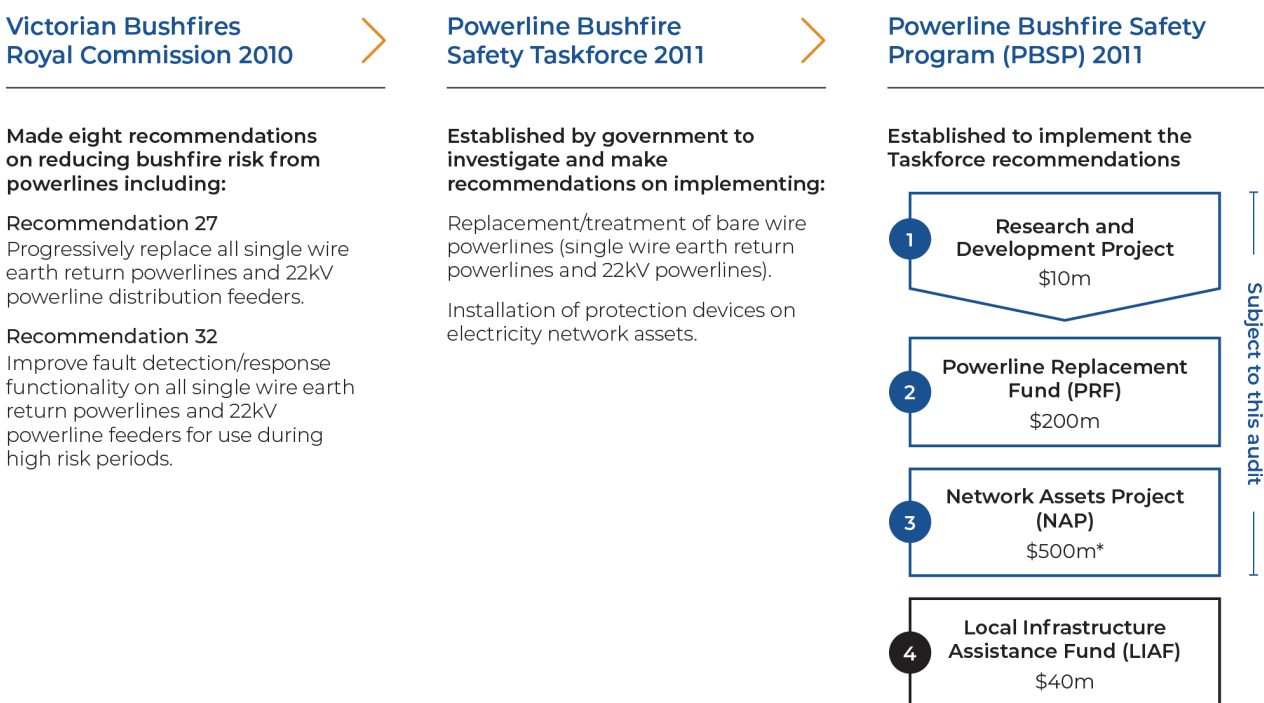 Victorian Bushfires
Royal Commission 2010
Made eight recommendations
on reducing bushfire risk from
powerlines including:
Recommendation 27
Progressively replace all single wire
earth return powerlines and 22kV
powerline distribution feeders.
Recommendation 32
Improve fault detection/response
functionality on all single wire earth
return powerlines and 22kV
powerline feeders for use during
high risk periods.
Powerline Bushfire
Safety Taskforce 2011
Established by government to
investigate and make
recommendations on implementing:
Replacement/treatment of bare wire
powerlines (single wire earth return
powerlines and 22kV powerlines).
Installation of protection devices on
electricity network assets.
Powerline Bushfire Safety
Program (PBSP) 2011
Established to implement the
Taskforce recommendations
1
Research and
Development Project
$10m
2
Powerline Replacement
Fund (PRF)
$200m
3
Network Assets Project
(NAP)
$500m*
4
Local Infrastructure
Assistance Fund (LIAF)
$40m
Subject to this audit